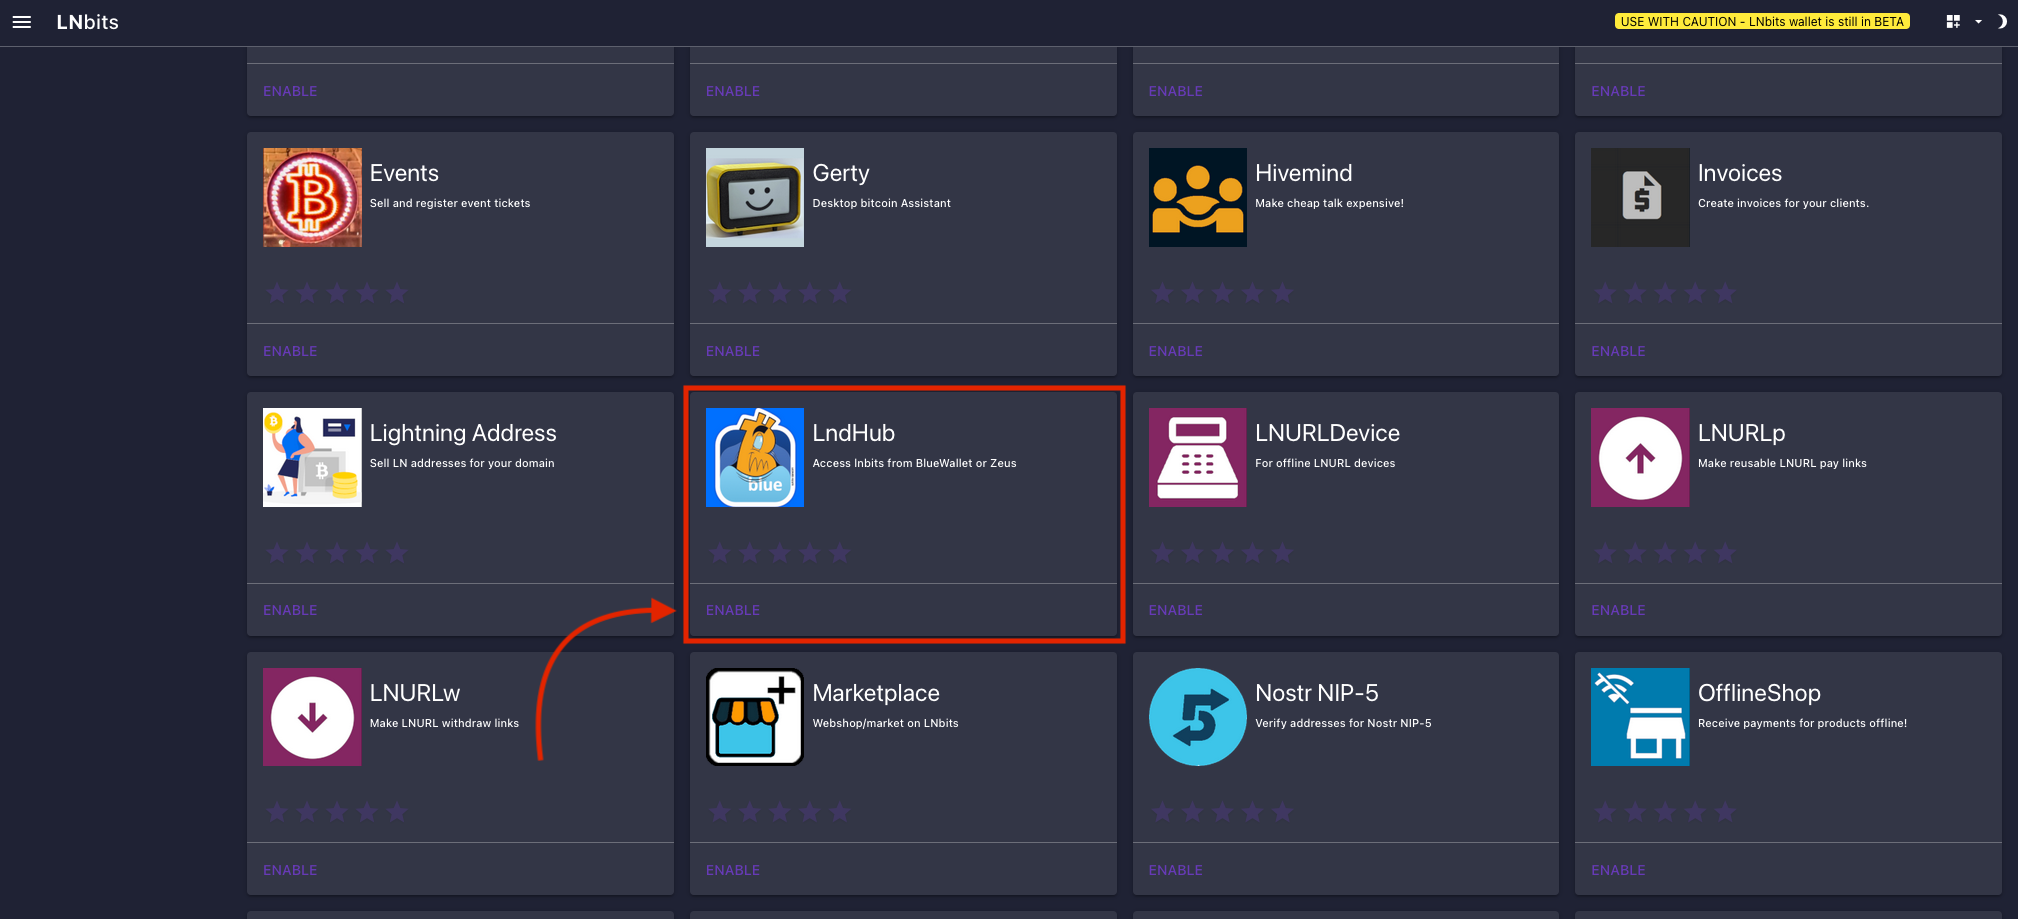 LNbits
USE WITH CAUTION - LNbits wallet is still in BETA
ENABLE
ENABLE
ENABLE
ENABLE
Events
Sell and register event tickets
Gerty
Desktop bitcoin Assistant
Hivemind
Make cheap talk expensive!
Invoices
Create invoices for your clients.
ENABLE
ENABLE
ENABLE
ENABLE
Lightning Address
Sell LN addresses for your domain
LndHub
Access lnbits from BlueWallet or Zeus
blue
LNURLDevice
For offline LNURL devices
LNURLp
Make reusable LNURL pay links
ENABLE
ENABLE
ENABLE
ENABLE
LNURLw
Make LNURL withdraw links
Marketplace
Webshop/market on LNbits
5
Nostr NIP-5
Verify addresses for Nostr NIP-5
OfflineShop
Receive payments for products offline!
ENABLE
ENABLE
ENABLE
ENABLE